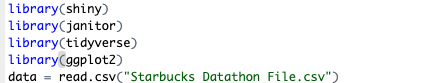 library(shiny)
library(janitor)
library(tidyverse)
library(ggplot2)
data = read.csv("Starbucks Datathon File.csv")